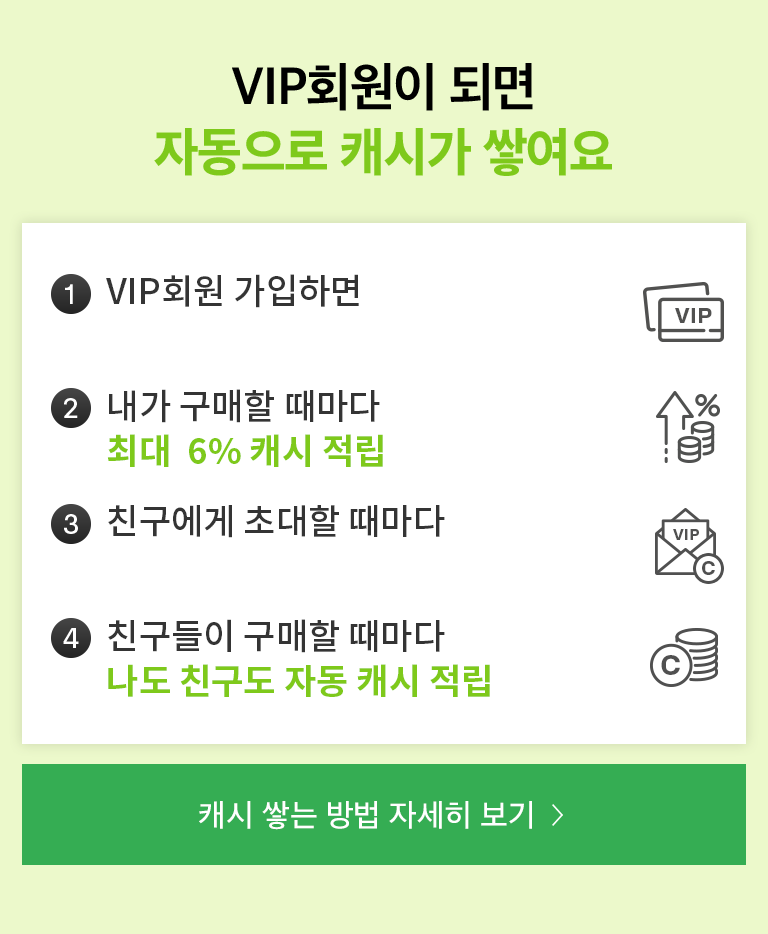 VIP회원이 되면
자동으로 캐시가 쌓여요
1 VIP회원 가입하면
VIP
2 내가 구매할 때마다
최대 6% 캐시 적립
%
3 친구에게 초대할 때마다
VIP
C
4 친구들이 구매할 때마다
나도 친구도 자동 캐시 적립
C
캐시 쌓는 방법 자세히 보기 >